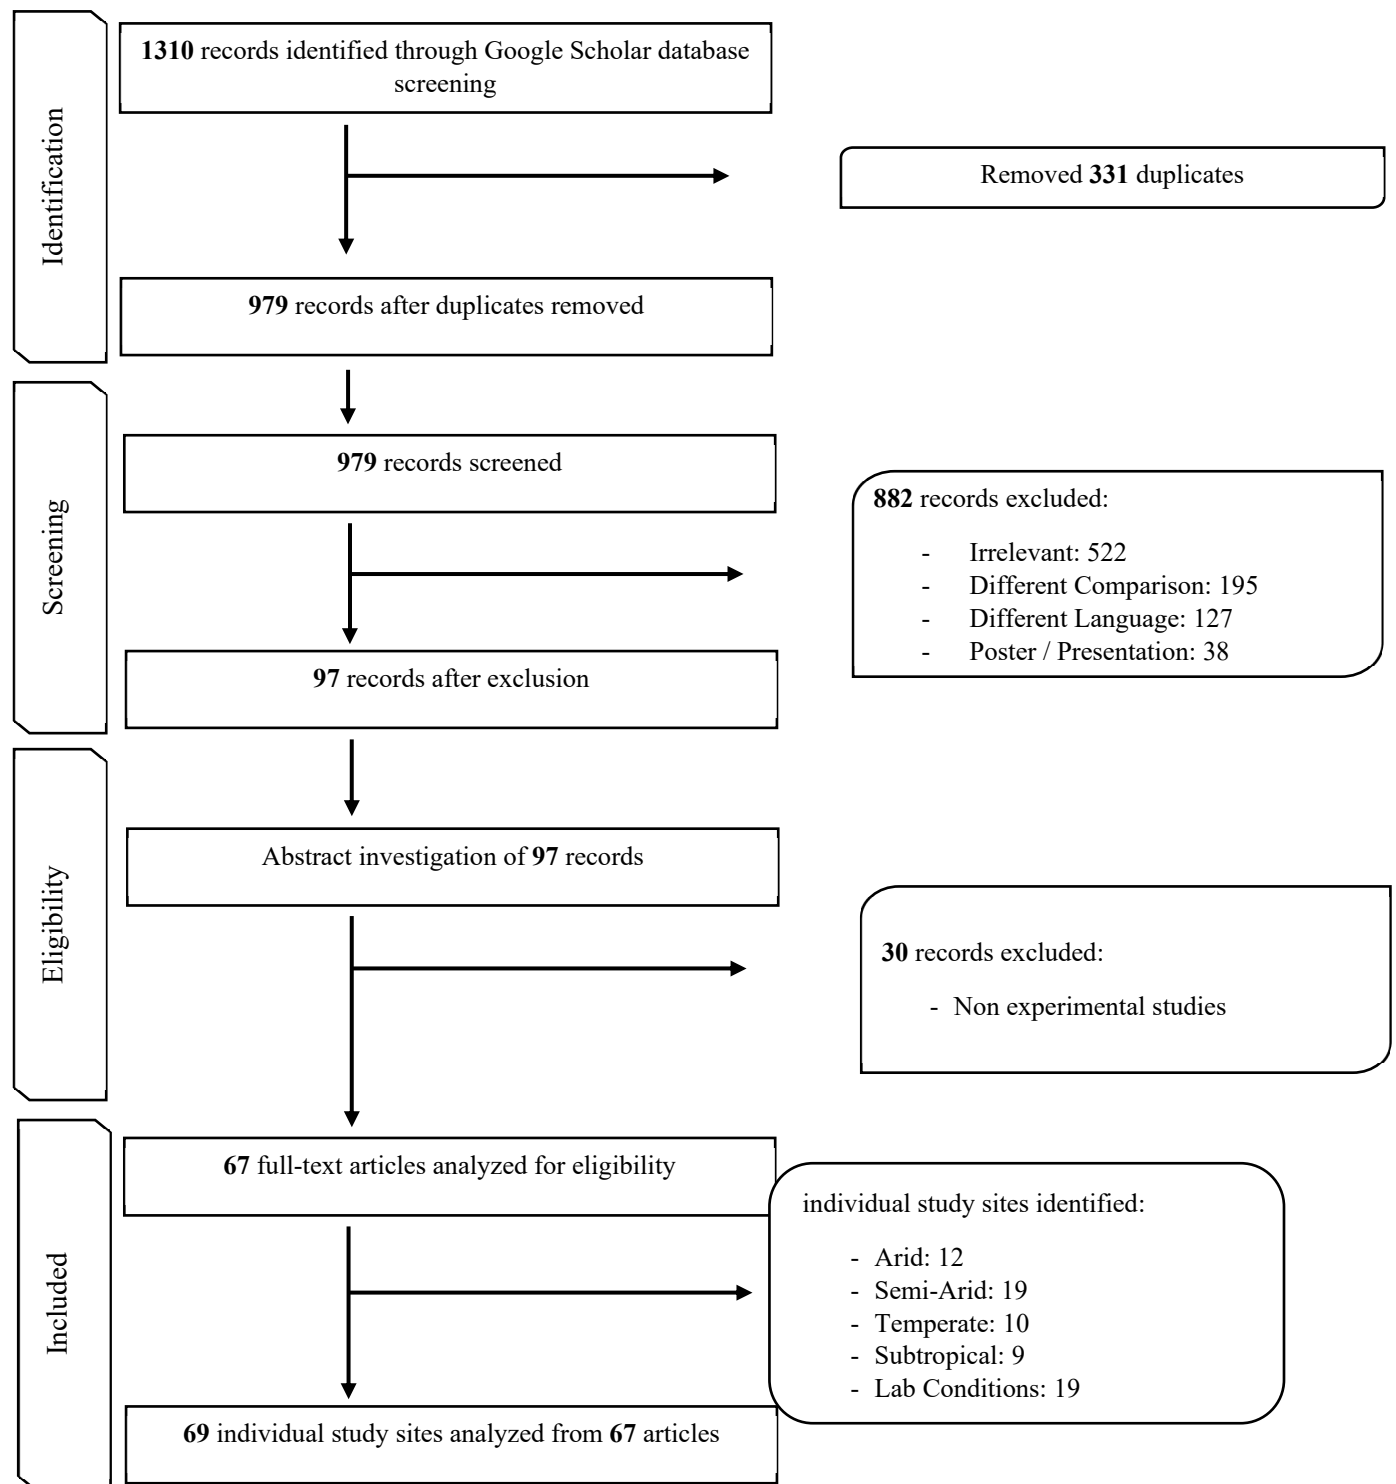 Identification
1310 records identified through Google Scholar database
screening
Removed 331 duplicates
979 records after duplicates removed
Screening
979 records screened
882 records excluded:
- Irrelevant: 522
- Different Comparison: 195
- Different Language: 127
- Poster / Presentation: 38
97 records after exclusion
Eligibility
Abstract investigation of 97 records
30 records excluded:
- Non experimental studies
Included
67 full-text articles analyzed for eligibility
individual study sites identified:
- Arid: 12
- Semi-Arid: 19
- Temperate: 10
- Subtropical: 9
- Lab Conditions: 19
69 individual study sites analyzed from 67 articles